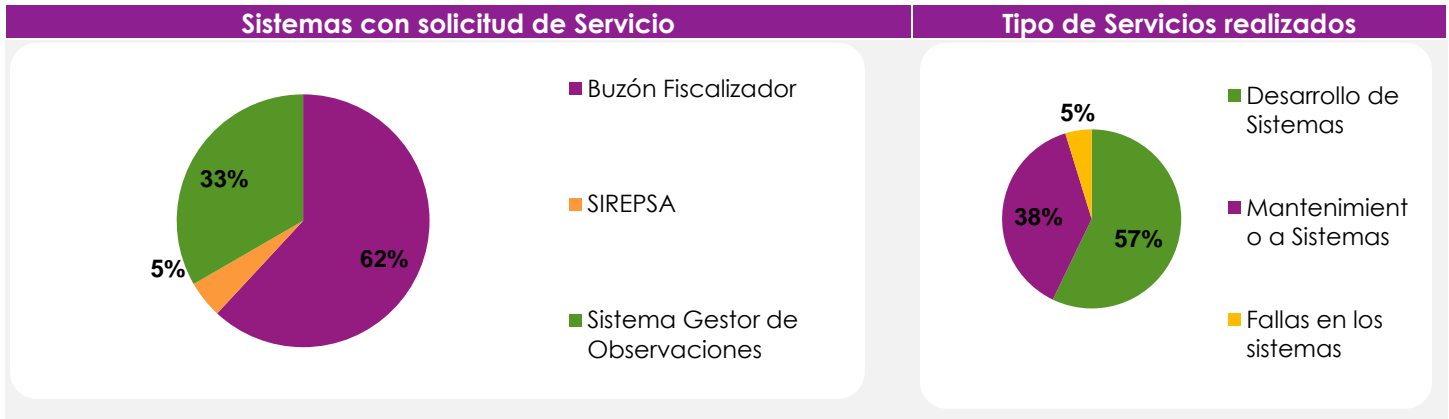 Sistemas con solicitud de Servicio
Tipo de Servicios realizados
33%
5%
62%
Buzón Fiscalizador
SIREPSA
Sistema Gestor de
Observaciones
5%
38%
57%
Desarrollo de
Sistemas
Mantenimient
o a Sistemas
Fallas en los
sistemas